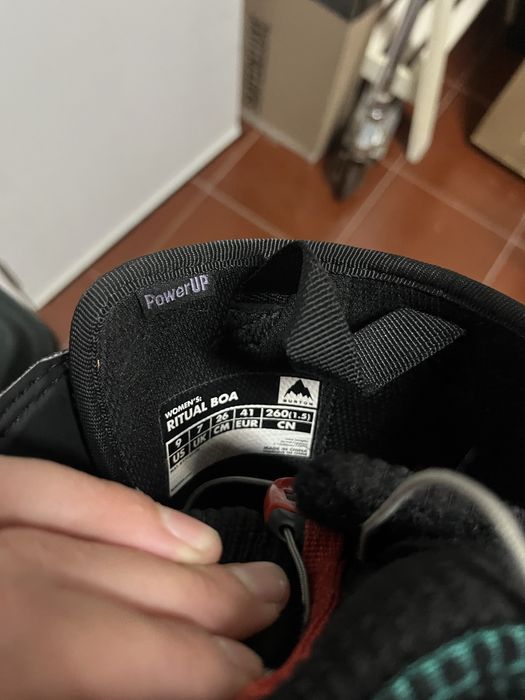 PowerUP
WOMEN'S:
RITUAL BOA
BURTON
9 7 26 41 260(1.5)
US UK CM EUR CN
MADE IN CHINA